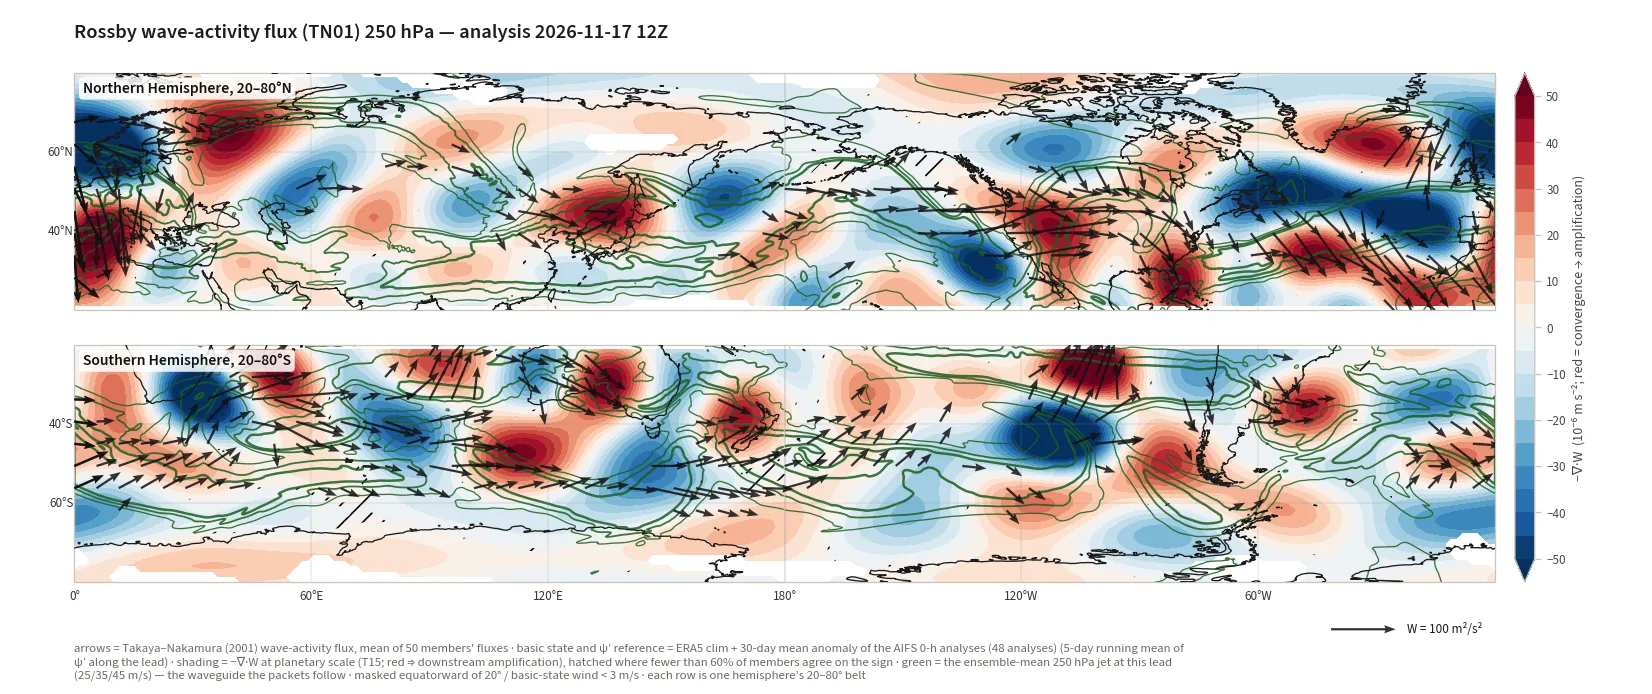 Rossby wave-activity flux (TN01) 250 hPa — analysis 2026-11-17 12Z
Northern Hemisphere, 20–80°N
60°N
40°N
Southern Hemisphere, 20–80°S
40°S
60°S
0°
60°E
120°E
180°
120°W
60°W
50
40
30
20
10
0
−10
−20
−30
−40
−50
−∇·W (10⁻⁶ m s⁻²; red = convergence → amplification)
W = 100 m²/s²
arrows = Takaya–Nakamura (2001) wave-activity flux, mean of 50 members' fluxes · basic state and ψ′ reference = ERA5 clim + 30-day mean anomaly of the AIFS 0-h analyses (48 analyses) (5-day running mean of
ψ′ along the lead) · shading = −∇·W at planetary scale (T15; red ⇒ downstream amplification), hatched where fewer than 60% of members agree on the sign · green = the ensemble-mean 250 hPa jet at this lead
(25/35/45 m/s) — the waveguide the packets follow · masked equatorward of 20° / basic-state wind < 3 m/s · each row is one hemisphere's 20–80° belt